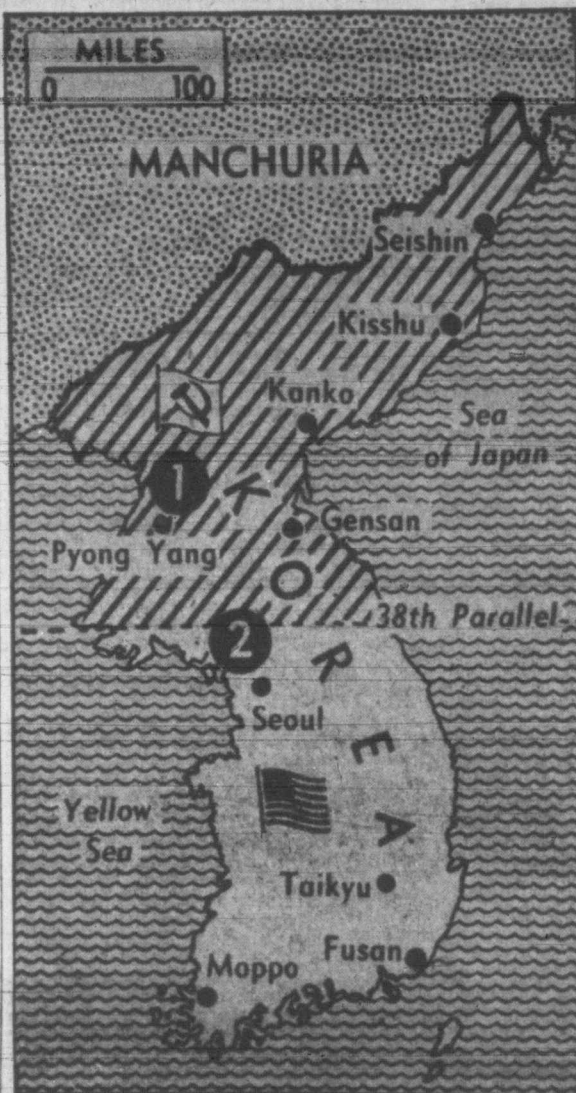 MILES
0 100
MANCHURIA
Seishin
Kisshu
Kanko
Sea
of Japan
1
Gensan
Pyong Yang
KOREA
38th Parallel
2
Seoul
Yellow
Sea
Taikyu
Fusan
Moppo